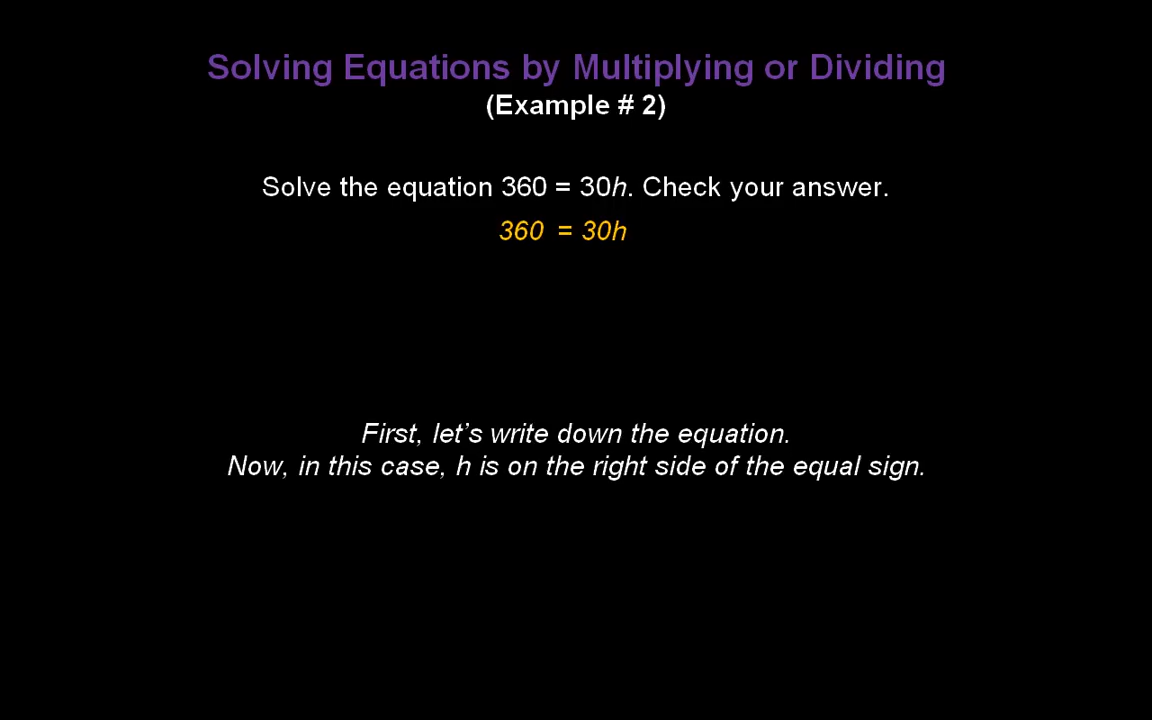 Solving Equations by Multiplying or Dividing
(Example # 2)
Solve the equation 360 = 30h. Check your answer.
360 = 30h
First, let’s write down the equation.
Now, in this case, h is on the right side of the equal sign.